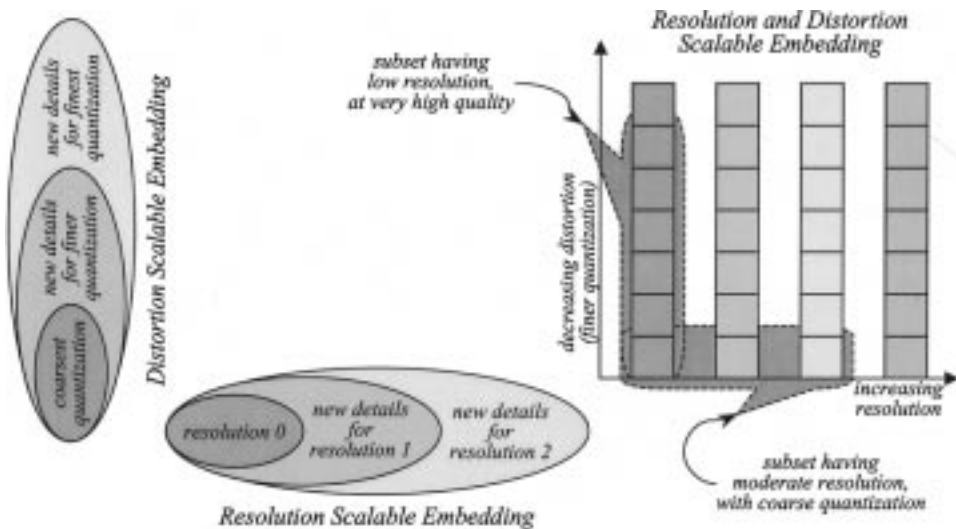 new details
for finest
quantization
new details
for finer
quantization
coarsest
quantization
Distortion Scalable Embedding
resolution 0
new details
for
resolution 1
new details
for
resolution 2
Resolution Scalable Embedding
Resolution and Distortion
Scalable Embedding
subset having
low resolution,
at very high quality
decreasing distortion
(finer quantization)
increasing
resolution
subset having
moderate resolution,
with coarse quantization